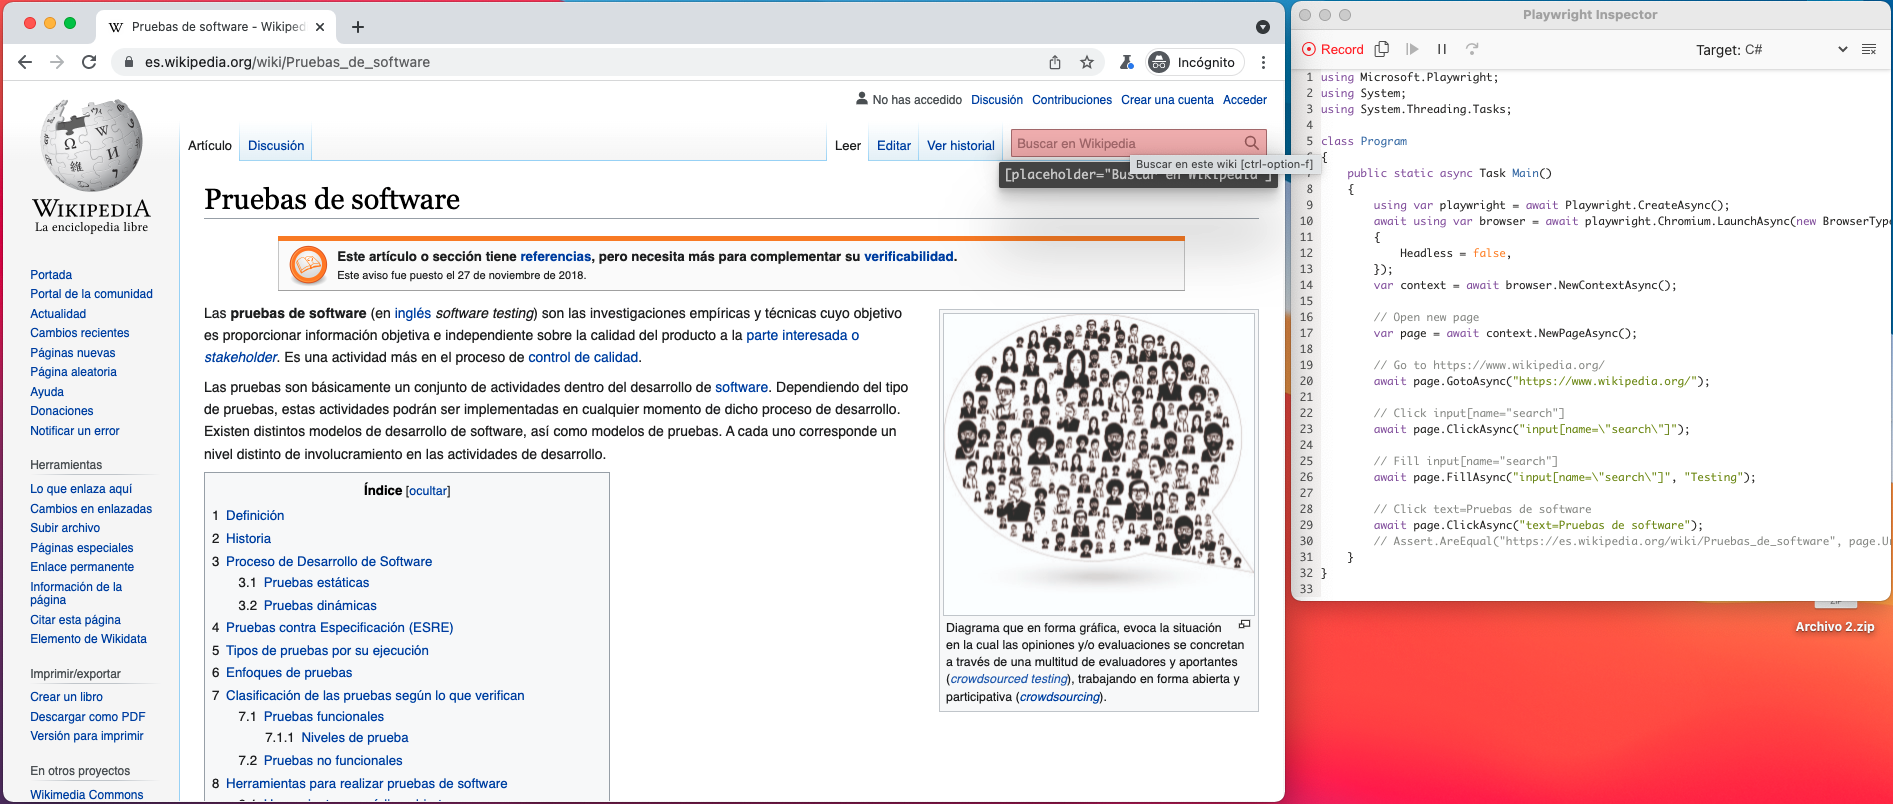 Pruebas de software - Wikiped
es.wikipedia.org/wiki/Pruebas_de_software
Incógnito
WIKIPEDIA
La enciclopedia libre
Portada
Portal de la comunidad
Actualidad
Cambios recientes
Páginas nuevas
Página aleatoria
Ayuda
Donaciones
Notificar un error
Herramientas
Lo que enlaza aquí
Cambios en enlazadas
Subir archivo
Páginas especiales
Enlace permanente
Información de la
página
Citar esta página
Elemento de Wikidata
Imprimir/exportar
Crear un libro
Descargar como PDF
Versión para imprimir
En otros proyectos
Wikimedia Commons
No has accedido Discusión Contribuciones Crear una cuenta Acceder
Artículo Discusión Leer Editar Ver historial Buscar en Wikipedia
Buscar en este wiki [ctrl-option-f]
[placeholder="Buscar en Wikipedia"]
Pruebas de software
Este artículo o sección tiene referencias, pero necesita más para complementar su verificabilidad.
Este aviso fue puesto el 27 de noviembre de 2018.
Las pruebas de software (en inglés software testing) son las investigaciones empíricas y técnicas cuyo objetivo
es proporcionar información objetiva e independiente sobre la calidad del producto a la parte interesada o
stakeholder. Es una actividad más en el proceso de control de calidad.
Las pruebas son básicamente un conjunto de actividades dentro del desarrollo de software. Dependiendo del tipo
de pruebas, estas actividades podrán ser implementadas en cualquier momento de dicho proceso de desarrollo.
Existen distintos modelos de desarrollo de software, así como modelos de pruebas. A cada uno corresponde un
nivel distinto de involucramiento en las actividades de desarrollo.
Índice [ocultar]
1 Definición
2 Historia
3 Proceso de Desarrollo de Software
3.1 Pruebas estáticas
3.2 Pruebas dinámicas
4 Pruebas contra Especificación (ESRE)
5 Tipos de pruebas por su ejecución
6 Enfoques de pruebas
7 Clasificación de las pruebas según lo que verifican
7.1 Pruebas funcionales
7.1.1 Niveles de prueba
7.2 Pruebas no funcionales
8 Herramientas para realizar pruebas de software
Diagrama que en forma gráfica, evoca la situación
en la cual las opiniones y/o evaluaciones se concretan
a través de una multitud de evaluadores y aportantes
(crowdsourced testing), trabajando en forma abierta y
participativa (crowdsourcing).
Playwright Inspector
Record Target: C#
1 using Microsoft.Playwright;
2 using System;
3 using System.Threading.Tasks;
4
5 class Program
{
public static async Task Main()
8 {
9 using var playwright = await Playwright.CreateAsync();
10 await using var browser = await playwright.Chromium.LaunchAsync(new BrowserType
11 {
12 Headless = false,
13 });
14 var context = await browser.NewContextAsync();
15
16 // Open new page
17 var page = await context.NewPageAsync();
18
19 // Go to https://www.wikipedia.org/
20 await page.GotoAsync("https://www.wikipedia.org/");
21
22 // Click input[name="search"]
23 await page.ClickAsync("input[name=\"search\"]");
24
25 // Fill input[name="search"]
26 await page.FillAsync("input[name=\"search\"]", "Testing");
27
28 // Click text=Pruebas de software
29 await page.ClickAsync("text=Pruebas de software");
30 // Assert.AreEqual("https://es.wikipedia.org/wiki/Pruebas_de_software", page.Ur
31 }
32 }
33
Archivo 2.zip